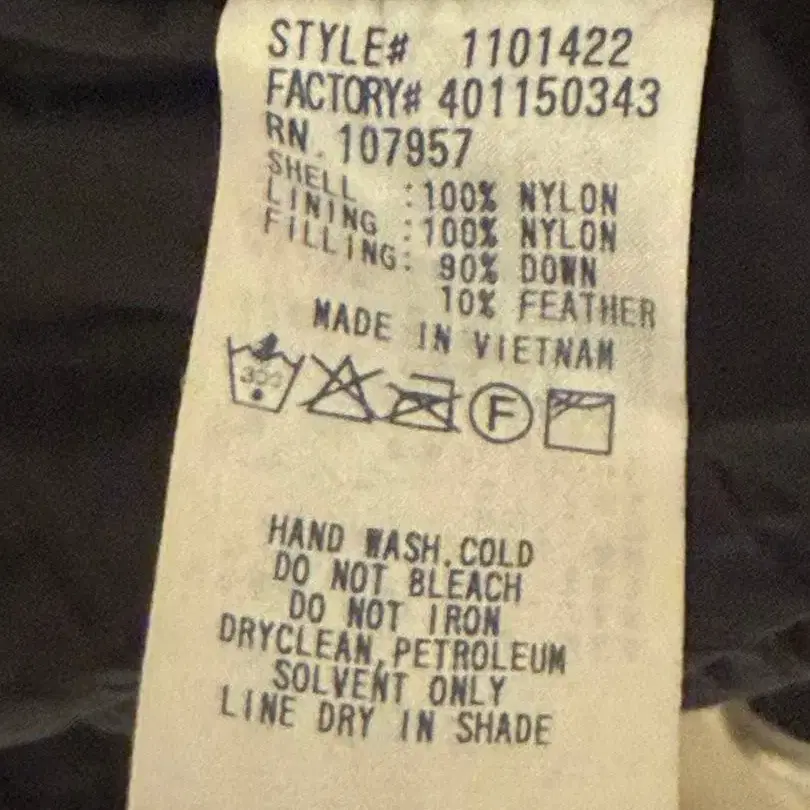 STYLE# 1101422
FACTORY# 401150343
RN. 107957
SHELL :100% NYLON
LINING :100% NYLON
FILLING: 90% DOWN
10% FEATHER
MADE IN VIETNAM
F
HAND WASH.COLD
DO NOT BLEACH
DO NOT IRON
DRYCLEAN,PETROLEUM
SOLVENT ONLY
LINE DRY IN SHADE